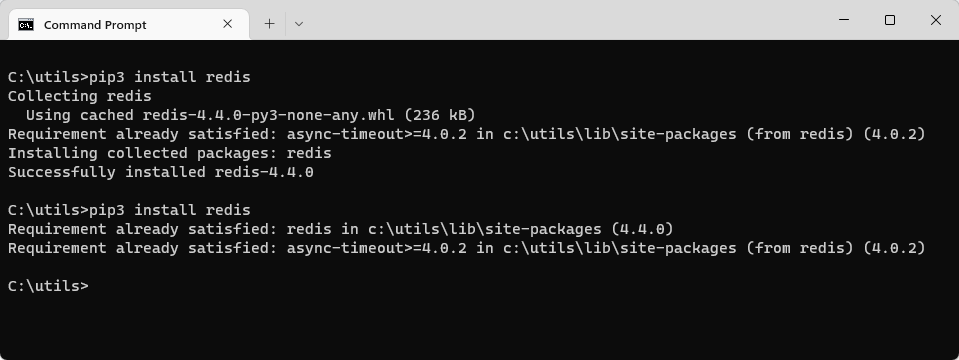 Command Prompt
C:\utils>pip3 install redis
Collecting redis
  Using cached redis-4.4.0-py3-none-any.whl (236 kB)
Requirement already satisfied: async-timeout>=4.0.2 in c:\utils\lib\site-packages (from redis) (4.0.2)
Installing collected packages: redis
Successfully installed redis-4.4.0
C:\utils>pip3 install redis
Requirement already satisfied: redis in c:\utils\lib\site-packages (4.4.0)
Requirement already satisfied: async-timeout>=4.0.2 in c:\utils\lib\site-packages (from redis) (4.0.2)
C:\utils>